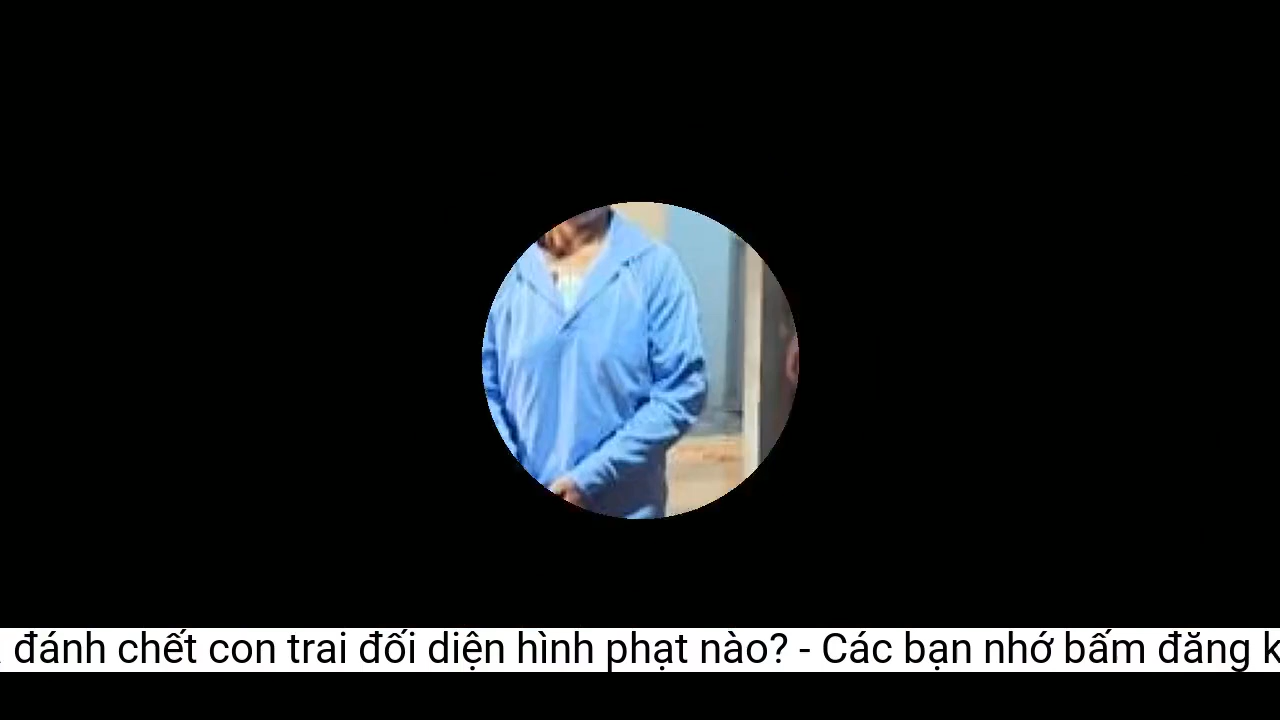 đánh chết con trai đối diện hình phạt nào? - Các bạn nhớ bấm đăng